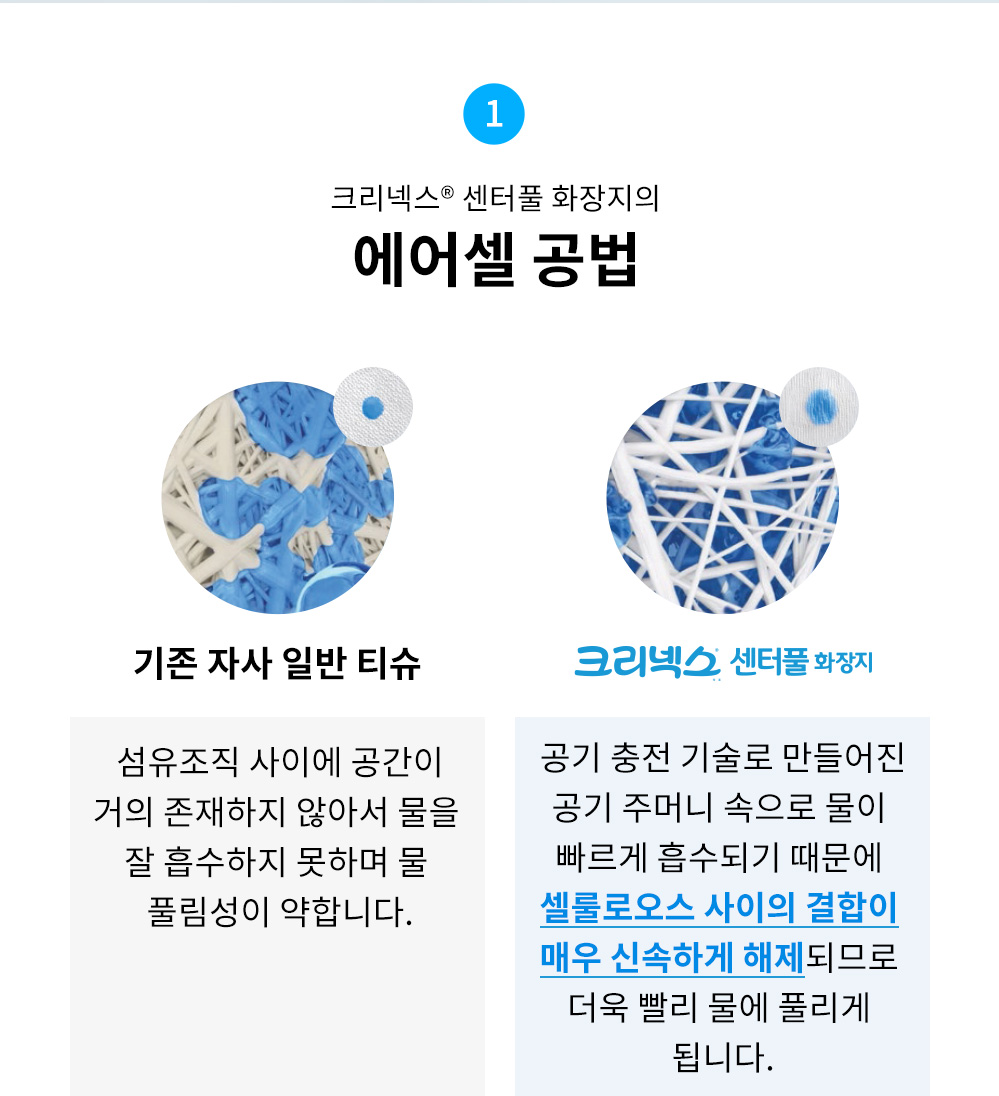 1
크리넥스® 센터풀 화장지의
에어셀 공법
기존 자사 일반 티슈
섬유조직 사이에 공간이
거의 존재하지 않아서 물을
잘 흡수하지 못하며 물
풀림성이 약합니다.
크리넥스 센터풀 화장지
공기 충전 기술로 만들어진
공기 주머니 속으로 물이
빠르게 흡수되기 때문에
셀룰로오스 사이의 결합이
매우 신속하게 해제되므로
더욱 빨리 물에 풀리게
됩니다.